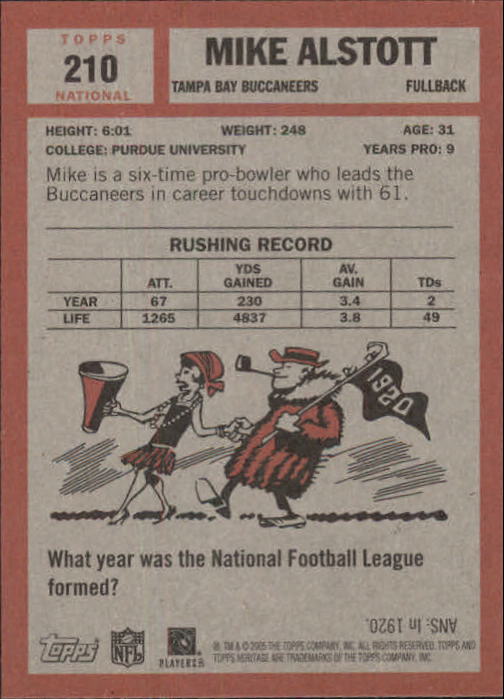 TOPPS
210
NATIONAL
MIKE ALSTOTT
TAMPA BAY BUCCANEERS FULLBACK
HEIGHT: 6:01 WEIGHT: 248 AGE: 31
COLLEGE: PURDUE UNIVERSITY YEARS PRO: 9
Mike is a six-time pro-bowler who leads the
Buccaneers in career touchdowns with 61.
RUSHING RECORD
ATT. YDS GAINED AV. GAIN TDs
YEAR 67 230 3.4 2
LIFE 1265 4837 3.8 49
1920
What year was the National Football League
formed?
ANS: In 1920.
topps NFL PLAYERS
®, TM & © 2005 THE TOPPS COMPANY, INC. ALL RIGHTS RESERVED. TOPPS AND
TOPPS HERITAGE ARE TRADEMARKS OF THE TOPPS COMPANY, INC.